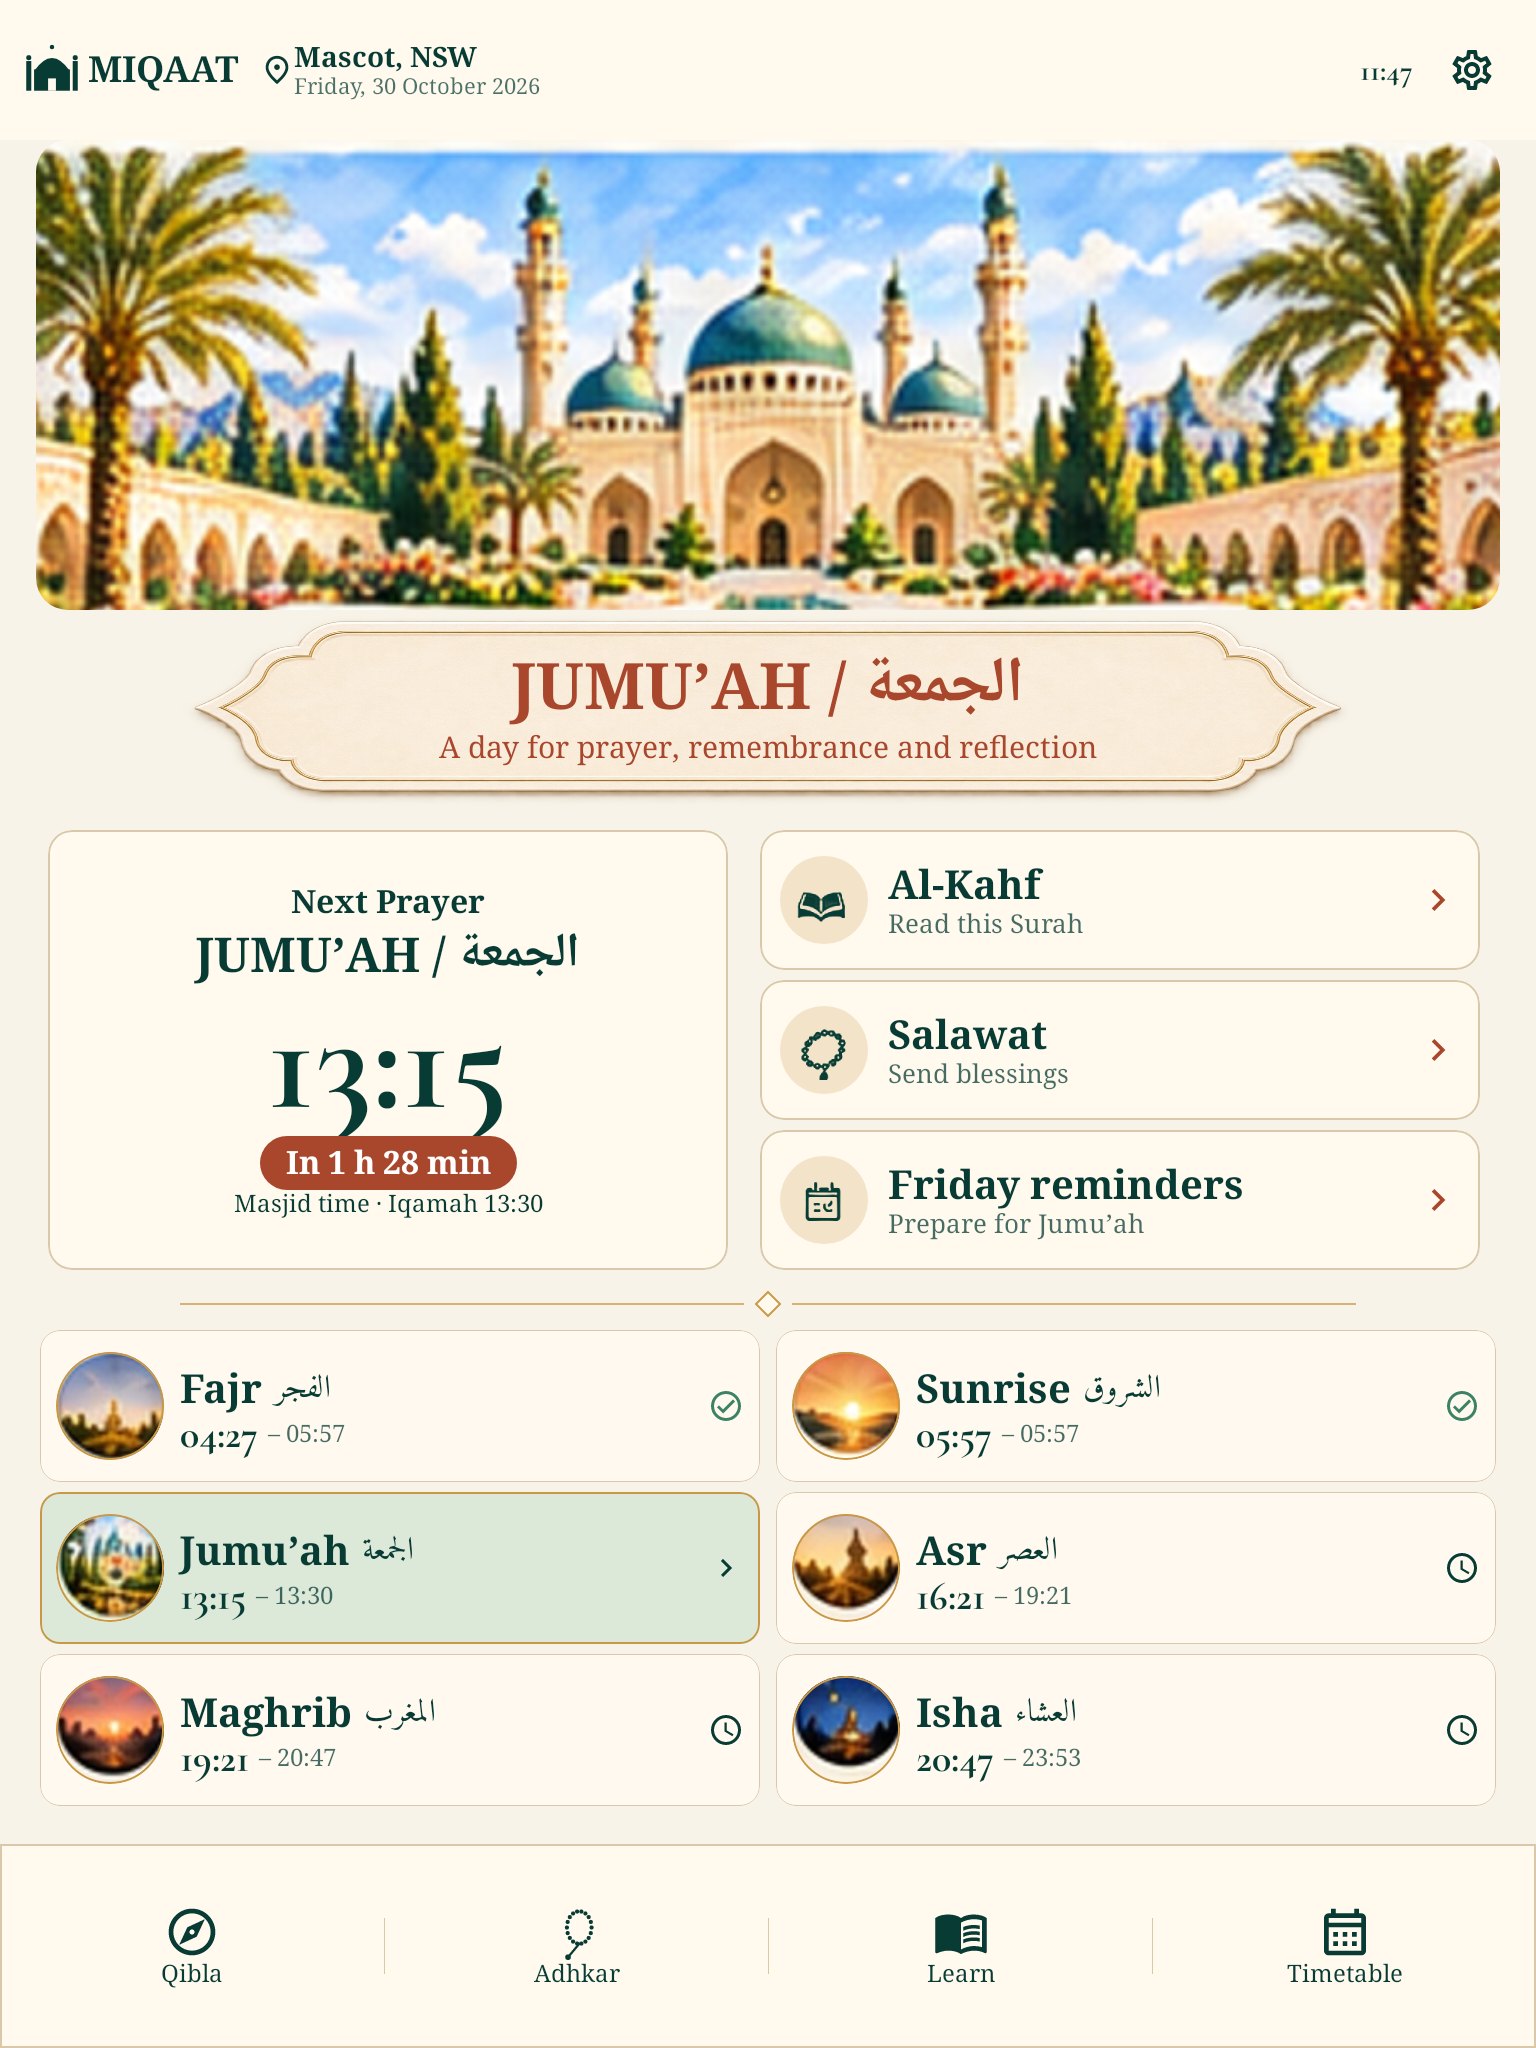 MIQAAT
Mascot, NSW
Friday, 30 October 2026
11:47
JUMU’AH / الجمعة
A day for prayer, remembrance and reflection
Next Prayer
JUMU’AH / الجمعة
13:15
In 1 h 28 min
Masjid time · Iqamah 13:30
Al-Kahf
Read this Surah
Salawat
Send blessings
Friday reminders
Prepare for Jumu’ah
Fajr الفجر
04:27 – 05:57
Sunrise الشروق
05:57 – 05:57
Jumu’ah الجمعة
13:15 – 13:30
Asr العصر
16:21 – 19:21
Maghrib المغرب
19:21 – 20:47
Isha العشاء
20:47 – 23:53
Qibla
Adhkar
Learn
Timetable